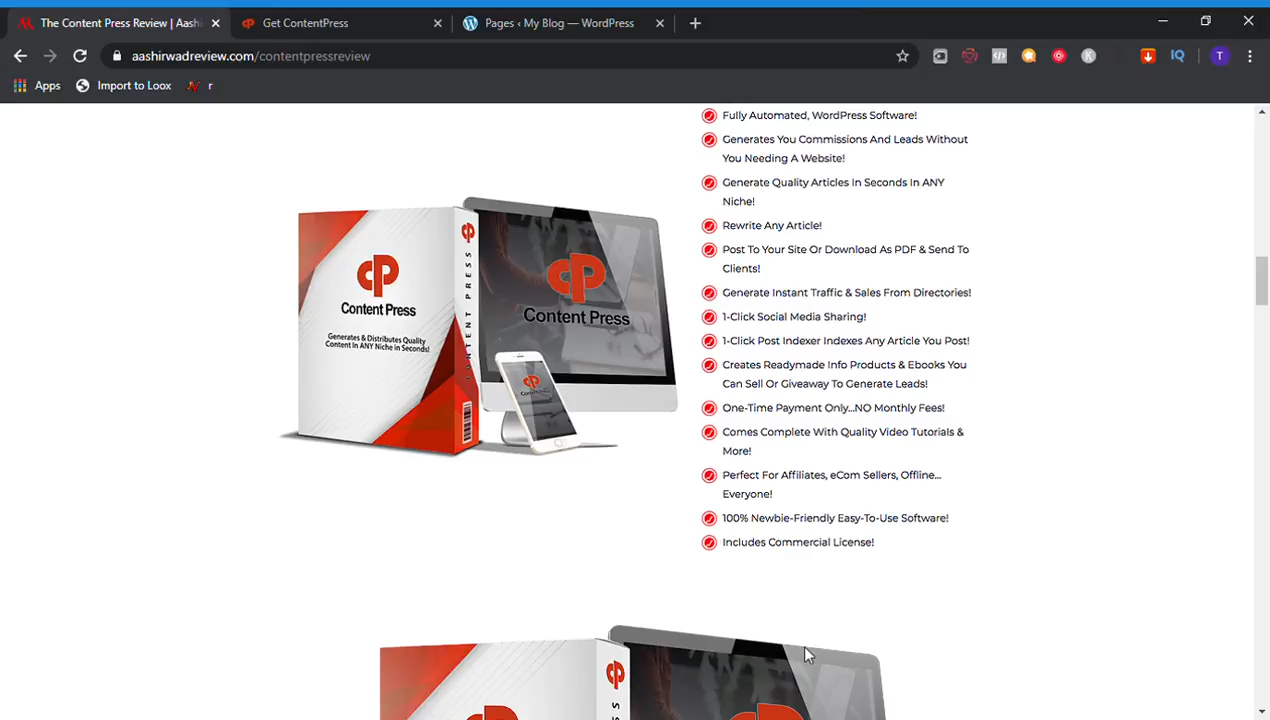 The Content Press Review | Aash
Get ContentPress
Pages ‹ My Blog — WordPress
aashirwadreview.com/contentpressreview
IQ
T
Apps
Import to Loox
r
Fully Automated, WordPress Software!
Generates You Commissions And Leads Without
You Needing A Website!
Generate Quality Articles In Seconds In ANY
Niche!
Rewrite Any Article!
Post To Your Site Or Download As PDF & Send To
Clients!
Generate Instant Traffic & Sales From Directories!
1-Click Social Media Sharing!
1-Click Post Indexer Indexes Any Article You Post!
Creates Readymade Info Products & Ebooks You
Can Sell Or Giveaway To Generate Leads!
One-Time Payment Only...NO Monthly Fees!
Comes Complete With Quality Video Tutorials &
More!
Perfect For Affiliates, eCom Sellers, Offline...
Everyone!
100% Newbie-Friendly Easy-To-Use Software!
Includes Commercial License!
cp
Content Press
Generates & Distributes Quality
Content In ANY Niche in Seconds!
CONTENT PRESS
cp
Content Press